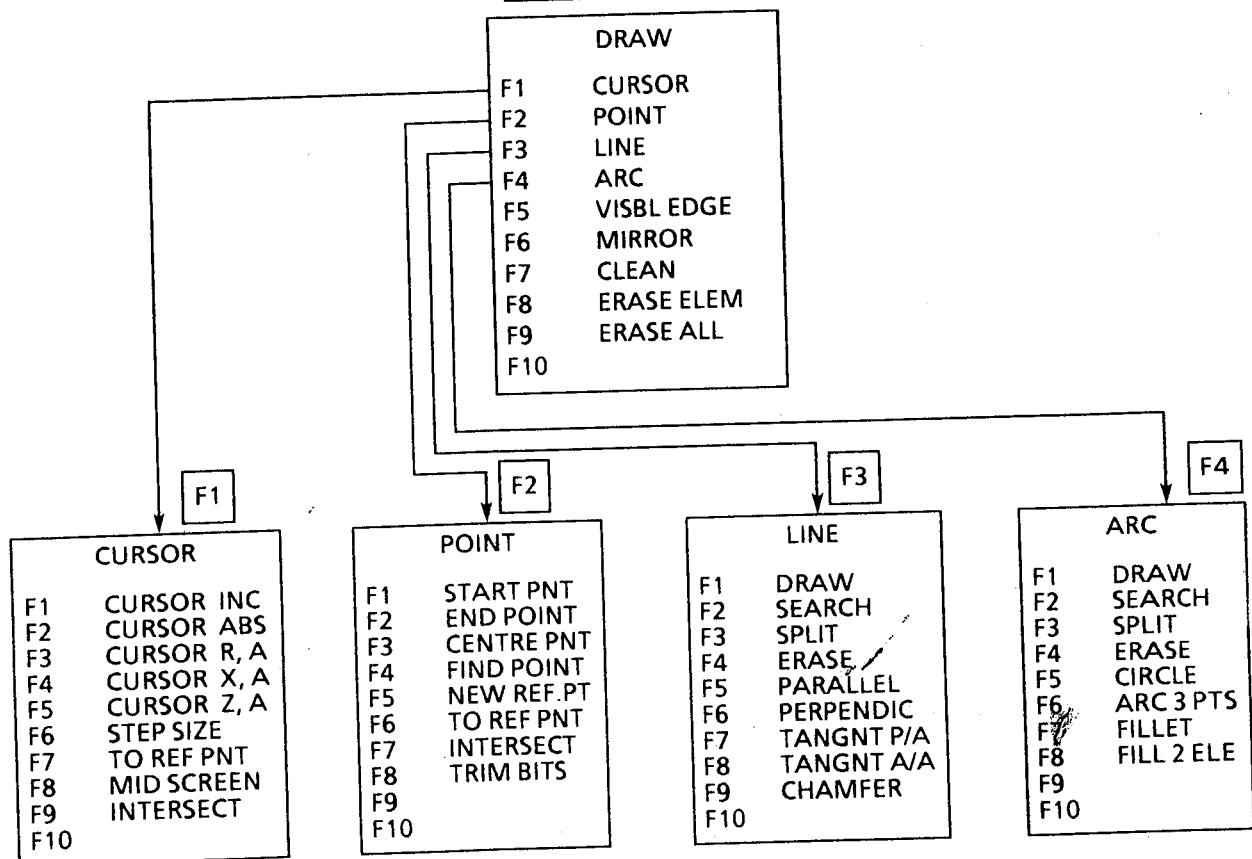 DRAW
F1 CURSOR
F2 POINT
F3 LINE
F4 ARC
F5 VISBL EDGE
F6 MIRROR
F7 CLEAN
F8 ERASE ELEM
F9 ERASE ALL
F10
F1
F2
F3
F4
CURSOR
F1 CURSOR INC
F2 CURSOR ABS
F3 CURSOR R, A
F4 CURSOR X, A
F5 CURSOR Z, A
F6 STEP SIZE
F7 TO REF PNT
F8 MID SCREEN
F9 INTERSECT
F10
POINT
F1 START PNT
F2 END POINT
F3 CENTRE PNT
F4 FIND POINT
F5 NEW REF.PT
F6 TO REF PNT
F7 INTERSECT
F8 TRIM BITS
F9
F10
LINE
F1 DRAW
F2 SEARCH
F3 SPLIT
F4 ERASE
F5 PARALLEL
F6 PERPENDIC
F7 TANGNT P/A
F8 TANGNT A/A
F9 CHAMFER
F10
ARC
F1 DRAW
F2 SEARCH
F3 SPLIT
F4 ERASE
F5 CIRCLE
F6 ARC 3 PTS
F7 FILLET
F8 FILL 2 ELE
F9
F10